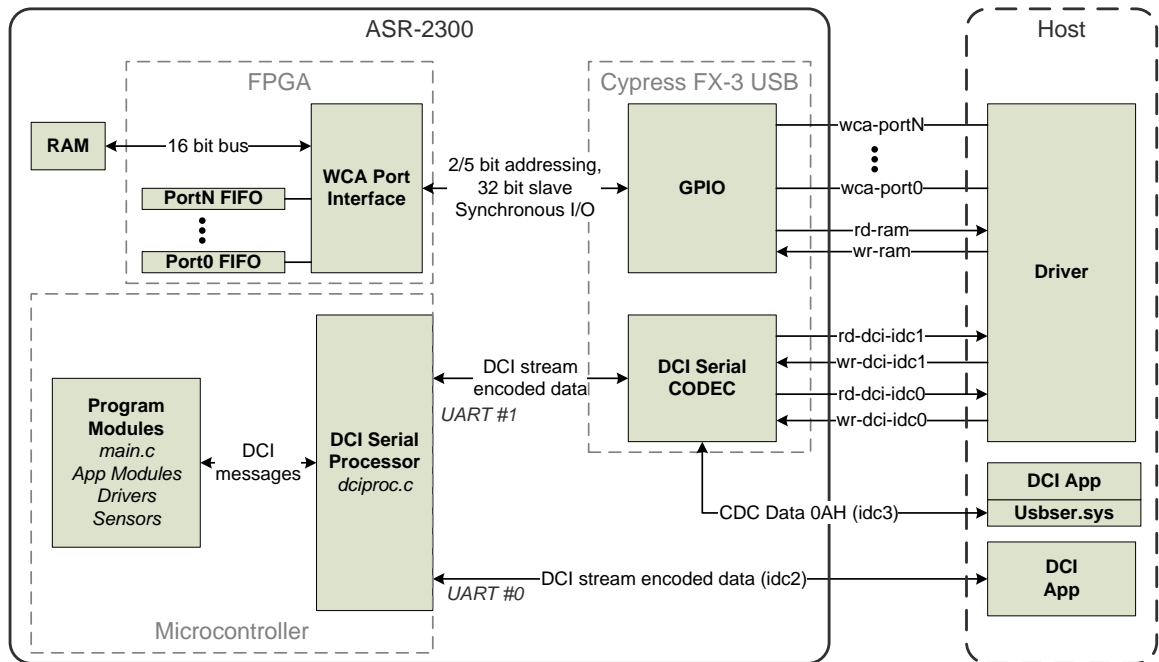 ASR-2300
Host
FPGA
Cypress FX-3 USB
RAM
16 bit bus
WCA Port
Interface
PortN FIFO
Port0 FIFO
2/5 bit addressing,
32 bit slave
Synchronous I/O
GPIO
wca-portN
wca-port0
rd-ram
wr-ram
Driver
Program
Modules
main.c
App Modules
Drivers
Sensors
DCI
messages
DCI Serial
Processor
dciproc.c
DCI stream
encoded data
UART #1
DCI Serial
CODEC
rd-dci-idc1
wr-dci-idc1
rd-dci-idc0
wr-dci-idc0
DCI App
Usbser.sys
CDC Data 0AH (idc3)
DCI stream encoded data (idc2)
UART #0
DCI
App
Microcontroller